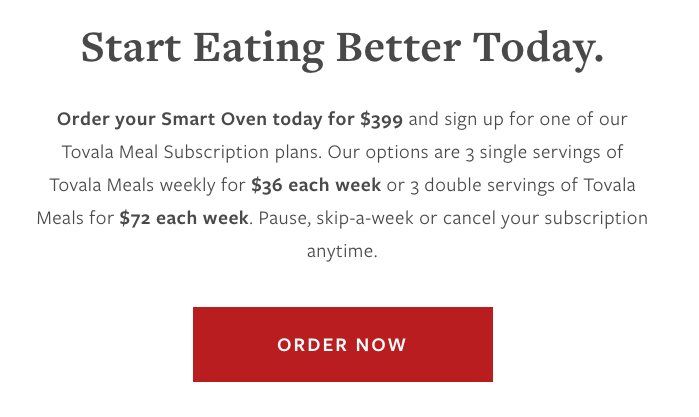 Start Eating Better Today.
Order your Smart Oven today for $399 and sign up for one of our
Tovala Meal Subscription plans. Our options are 3 single servings of
Tovala Meals weekly for $36 each week or 3 double servings of Tovala
Meals for $72 each week. Pause, skip-a-week or cancel your subscription
anytime.
ORDER NOW